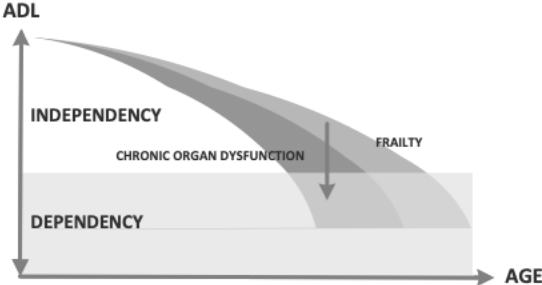 ADL
INDEPENDENCY
FRAILTY
CHRONIC ORGAN DYSFUNCTION
DEPENDENCY
AGE